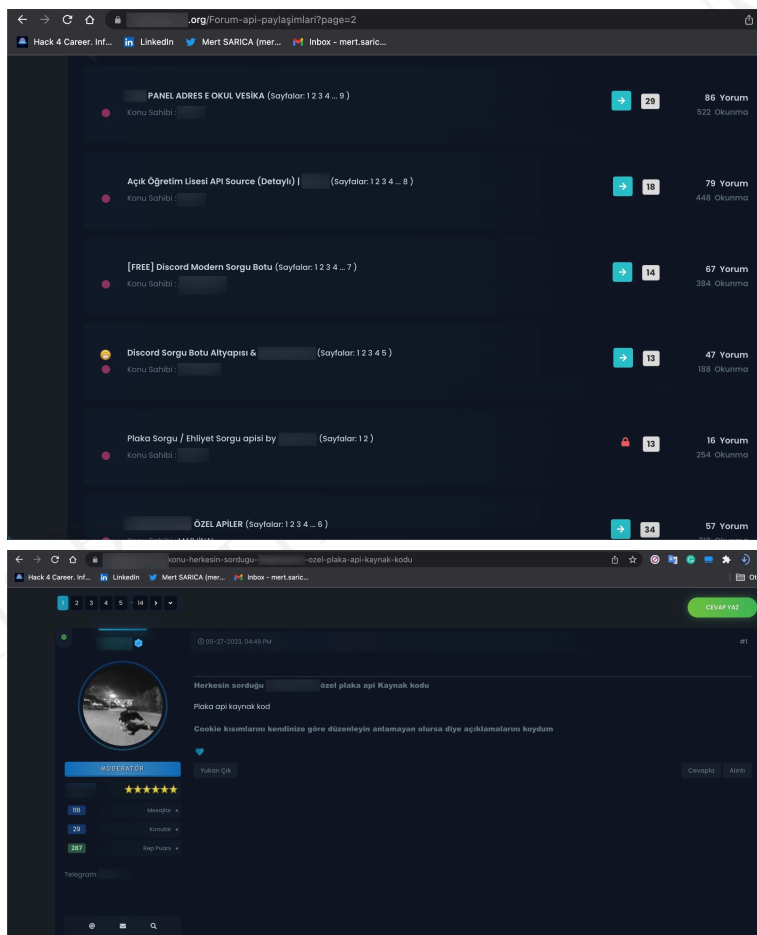 .org/Forum-api-paylaşimlari?page=2
Hack 4 Career. Inf... in LinkedIn Mert SARICA (mer... Inbox - mert.saric...
PANEL ADRES E OKUL VESİKA (Sayfalar: 1 2 3 4 ... 9 )
29
86 Yorum
Konu Sahibi :
522 Okunma
Açık Öğretim Lisesi API Source (Detaylı) | (Sayfalar: 1 2 3 4 ... 8 )
18
79 Yorum
Konu Sahibi :
448 Okunma
[FREE] Discord Modern Sorgu Botu (Sayfalar: 1 2 3 4 ... 7 )
14
67 Yorum
Konu Sahibi :
384 Okunma
Discord Sorgu Botu Altyapısı & (Sayfalar: 1 2 3 4 5 )
13
47 Yorum
Konu Sahibi :
188 Okunma
Plaka Sorgu / Ehliyet Sorgu apisi by (Sayfalar: 1 2 )
13
16 Yorum
Konu Sahibi :
254 Okunma
ÖZEL APİLER (Sayfalar: 1 2 3 4 ... 6 )
34
57 Yorum
konu-herkesin-sordugu- -ozel-plaka-api-kaynak-kodu
Hack 4 Career. Inf... in LinkedIn Mert SARICA (mer... Inbox - mert.saric... Ot
1 2 3 4 5 ... 14
CEVAP YAZ
05-27-2023, 04:49 PM
#1
Herkesin sorduğu özel plaka api Kaynak kodu
Plaka api kaynak kod
Cookie kısımlarını kendinize göre düzenleyin anlamayan olursa diye açıklamalarını koydum
MODERATÖR
Yukarı Çık
Cevapla Alıntı
116 Mesajlar
29 Konular
287 Rep Puanı
Telegram: